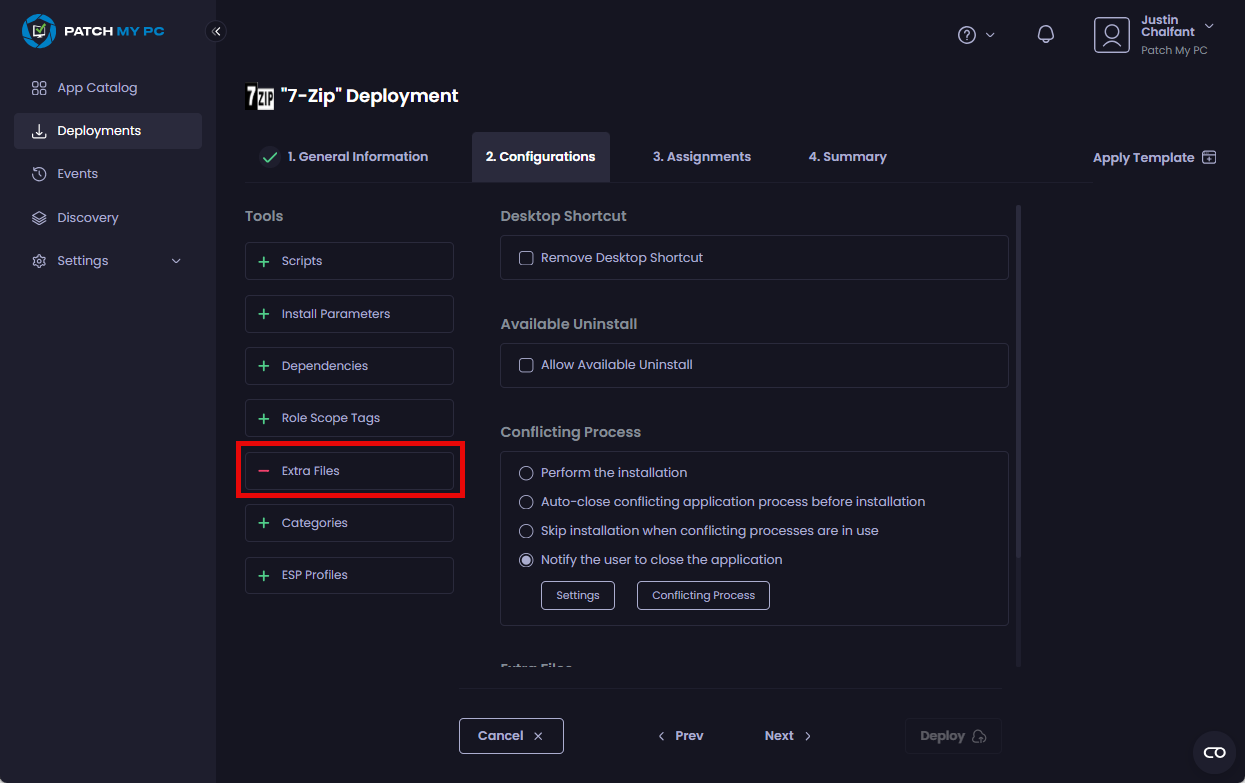 PATCH MY PC
Justin Chalfant
Patch My PC
App Catalog
Deployments
Events
Discovery
Settings
7ZIP "7-Zip" Deployment
1. General Information
2. Configurations
3. Assignments
4. Summary
Apply Template
Tools
Scripts
Install Parameters
Dependencies
Role Scope Tags
Extra Files
Categories
ESP Profiles
Desktop Shortcut
Remove Desktop Shortcut
Available Uninstall
Allow Available Uninstall
Conflicting Process
Perform the installation
Auto-close conflicting application process before installation
Skip installation when conflicting processes are in use
Notify the user to close the application
Settings
Conflicting Process
Extra Files
Cancel
Prev
Next
Deploy